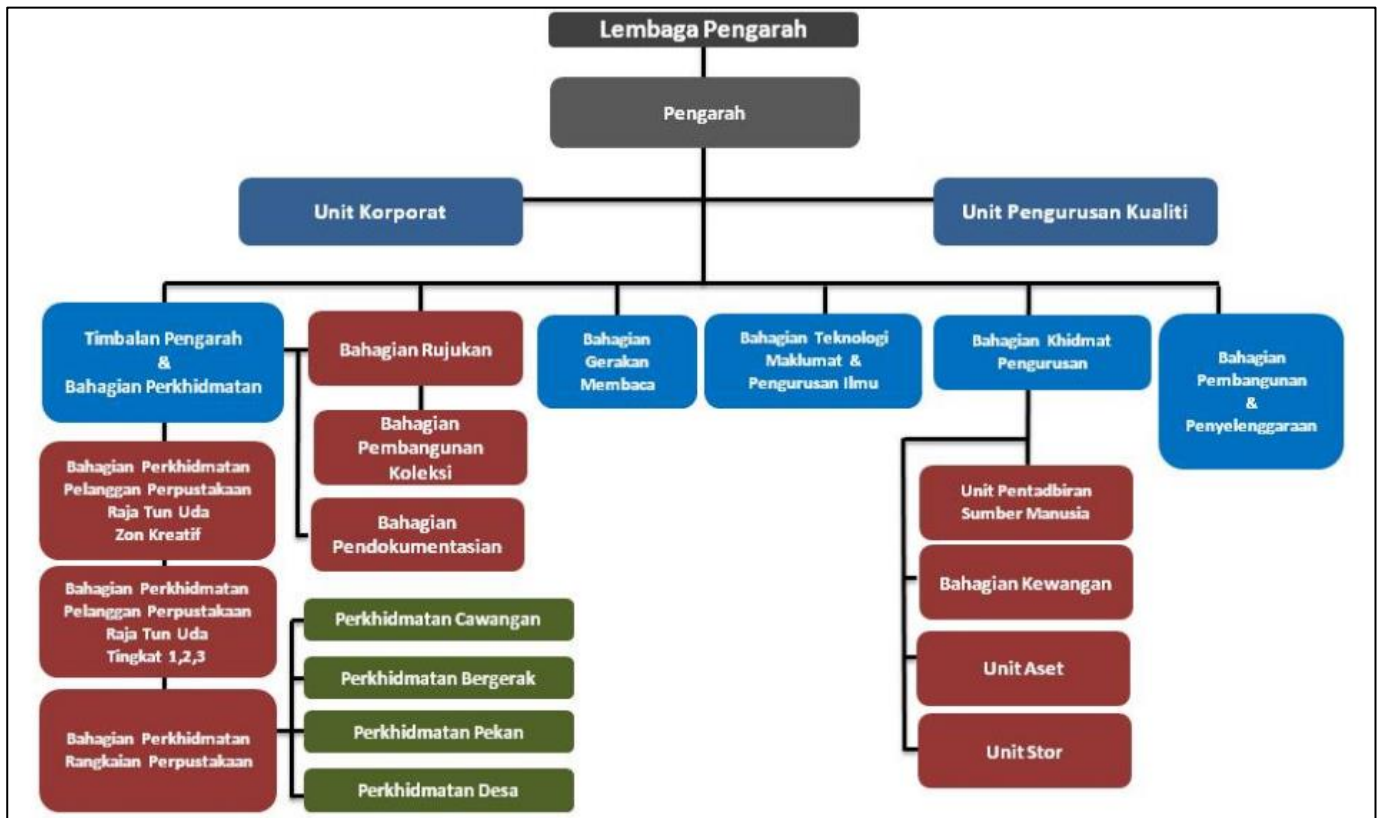 Lembaga Pengarah
Pengarah
Unit Korporat
Unit Pengurusan Kualiti
Timbalan Pengarah
&
Bahagian Perkhidmatan
Bahagian Rujukan
Bahagian
Gerakan
Membaca
Bahagian Teknologi
Maklumat &
Pengurusan Ilmu
Bahagian Khidmat
Pengurusan
Bahagian
Pembangunan
&
Penyelenggaraan
Bahagian Perkhidmatan
Pelanggan Perpustakaan
Raja Tun Uda
Zon Kreatif
Bahagian
Pembangunan
Koleksi
Bahagian
Pendokumentasian
Unit Pentadbiran
Sumber Manusia
Bahagian Kewangan
Unit Aset
Unit Stor
Bahagian Perkhidmatan
Pelanggan Perpustakaan
Raja Tun Uda
Tingkat 1,2,3
Bahagian Perkhidmatan
Rangkaian Perpustakaan
Perkhidmatan Cawangan
Perkhidmatan Bergerak
Perkhidmatan Pekan
Perkhidmatan Desa